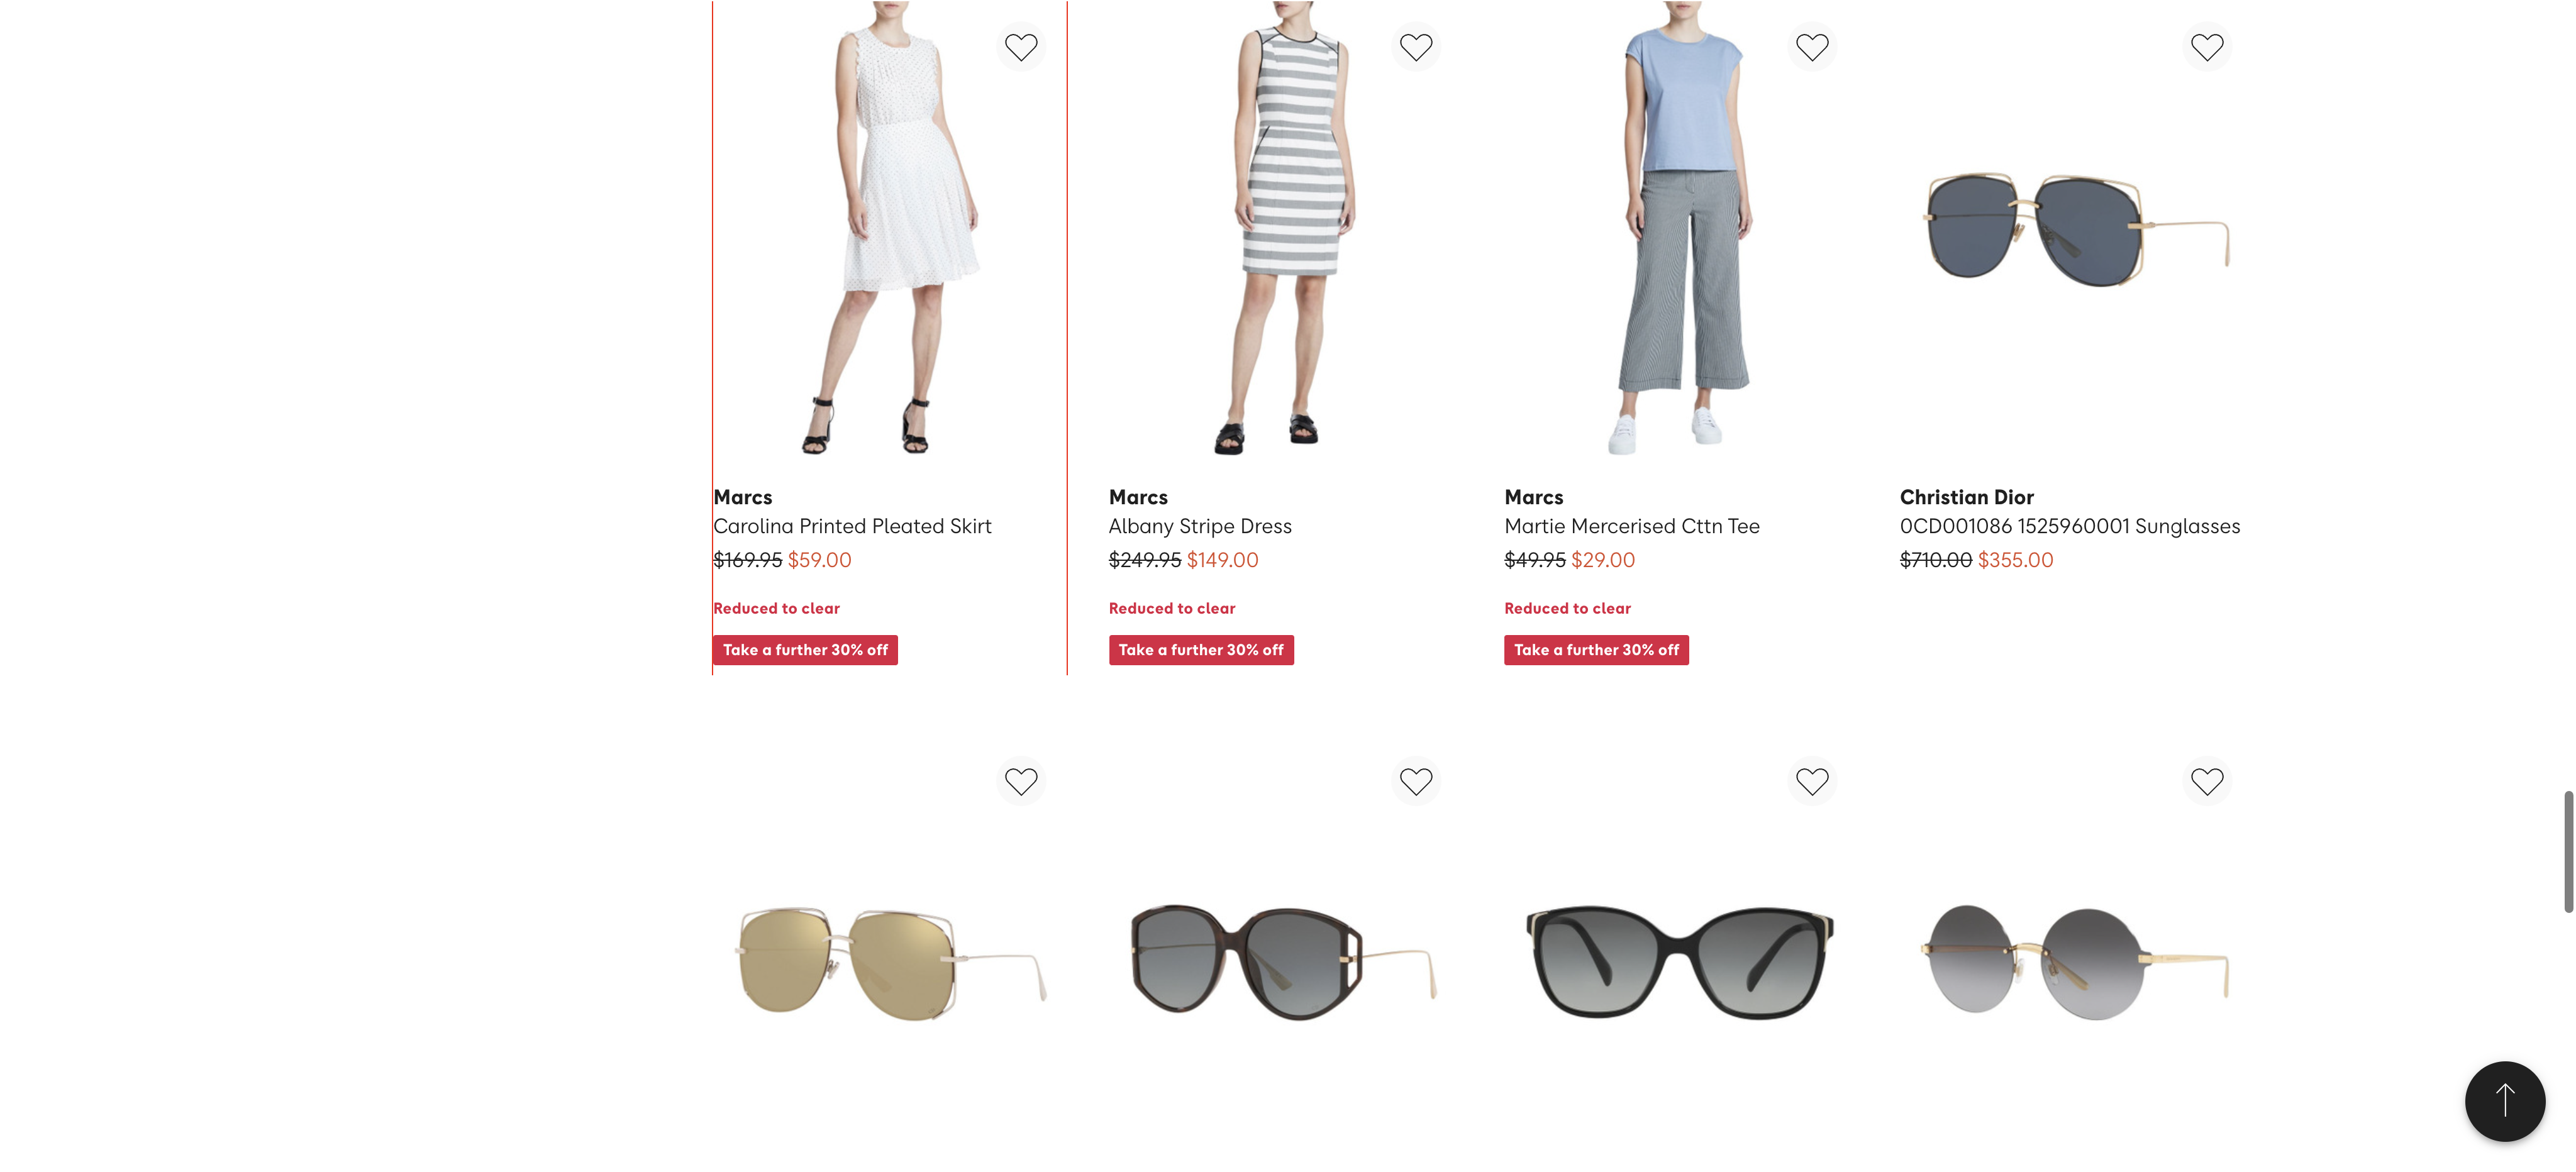 Marcs
Carolina Printed Pleated Skirt
$169.95 $59.00
Reduced to clear
Take a further 30% off
Marcs
Albany Stripe Dress
$249.95 $149.00
Reduced to clear
Take a further 30% off
Marcs
Martie Mercerised Cttn Tee
$49.95 $29.00
Reduced to clear
Take a further 30% off
Christian Dior
0CD001086 1525960001 Sunglasses
$710.00 $355.00